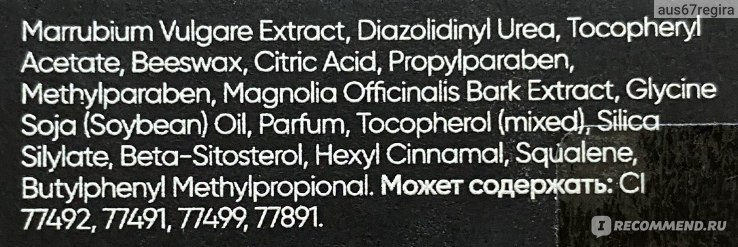 aus67regira
Marrubium Vulgare Extract, Diazolidinyl Urea, Tocopheryl
Acetate, Beeswax, Citric Acid, Propylparaben,
Methylparaben, Magnolia Officinalis Bark Extract, Glycine
Soja (Soybean) Oil, Parfum, Tocopherol (mixed), Silica
Silylate, Beta-Sitosterol, Hexyl Cinnamal, Squalene,
Butylphenyl Methylpropional. Может содержать: CI
77492, 77491, 77499, 77891.
I RECOMMEND.RU